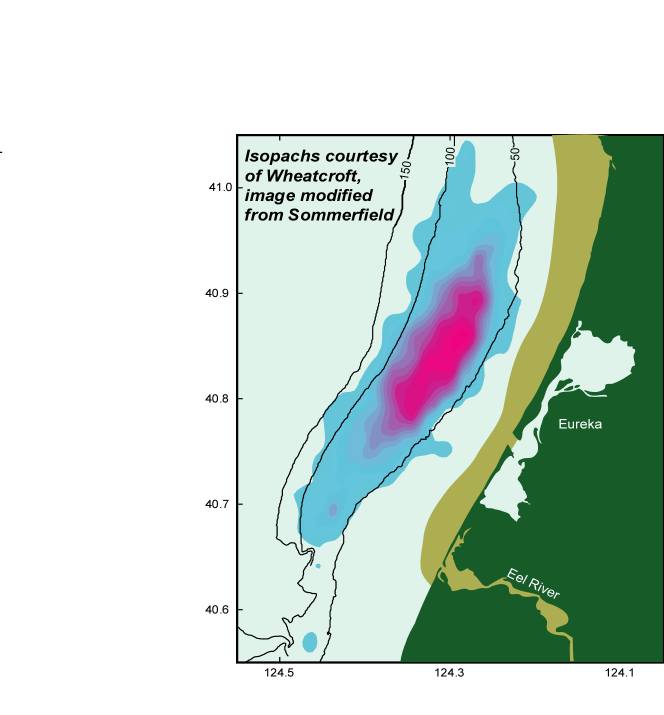 Isopachs courtesy
of Wheatcroft,
image modified
from Sommerfield
150
100
50
41.0
40.9
40.8
40.7
40.6
Eureka
Eel River
124.5
124.3
124.1